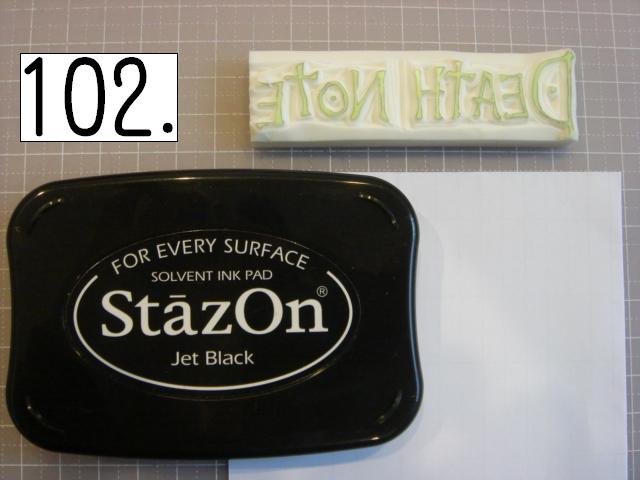 102.
DEATH NOTE
FOR EVERY SURFACE
SOLVENT INK PAD
StāzOn®
Jet Black